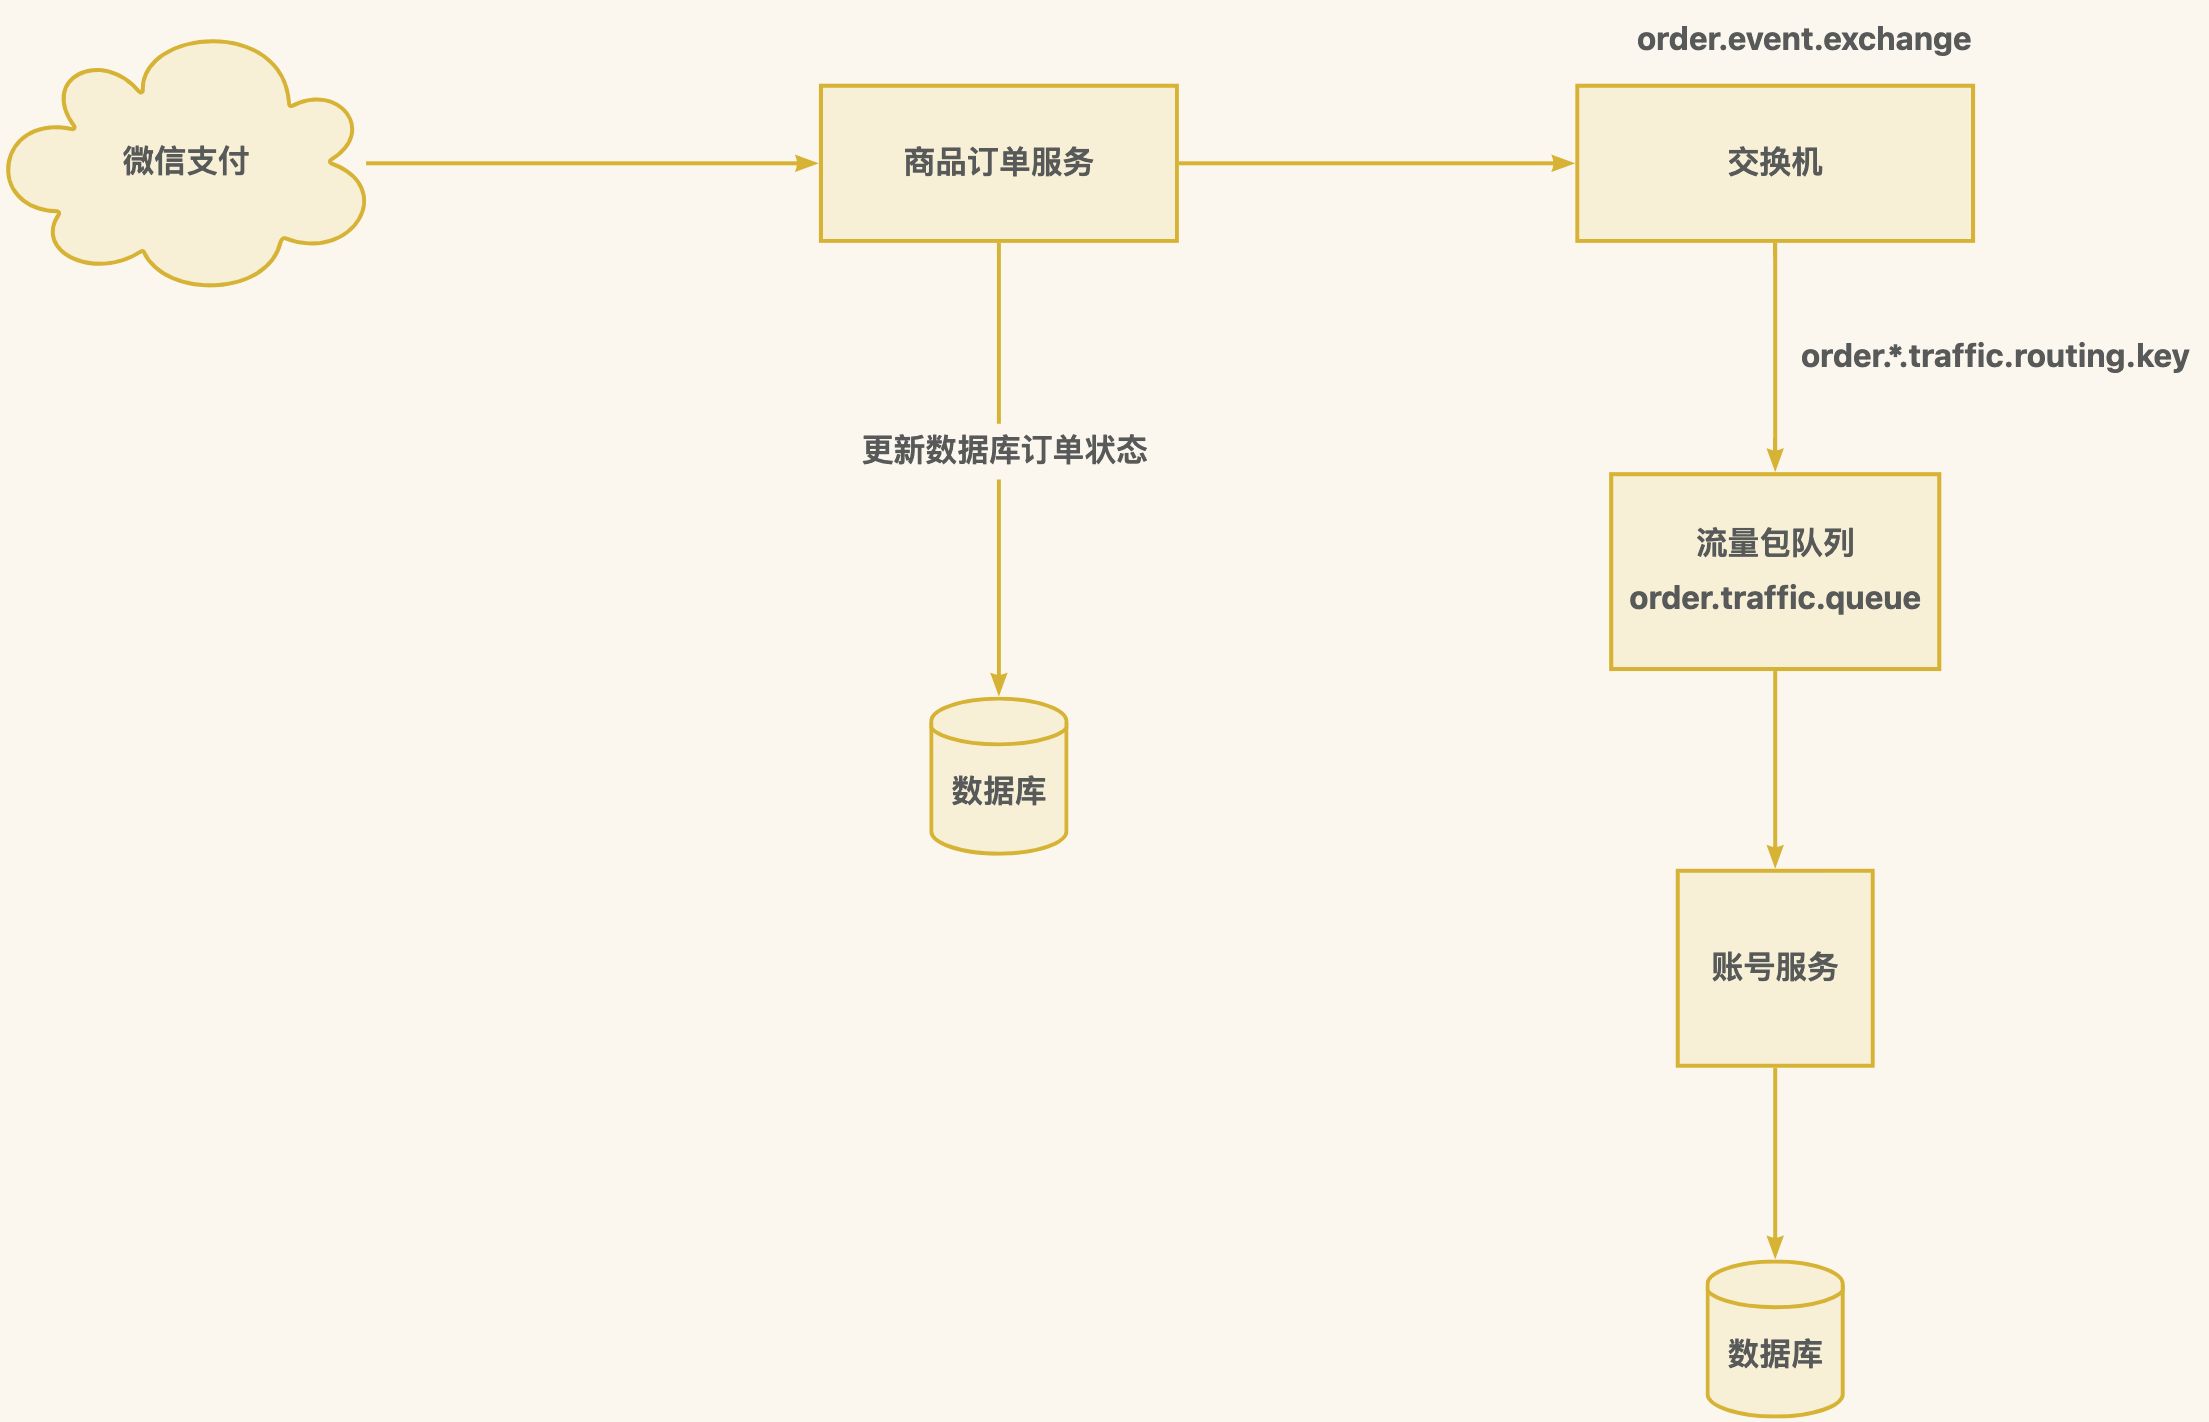 order.event.exchange
微信支付
商品订单服务
交换机
order.*.traffic.routing.key
更新数据库订单状态
流量包队列
order.traffic.queue
数据库
账号服务
数据库